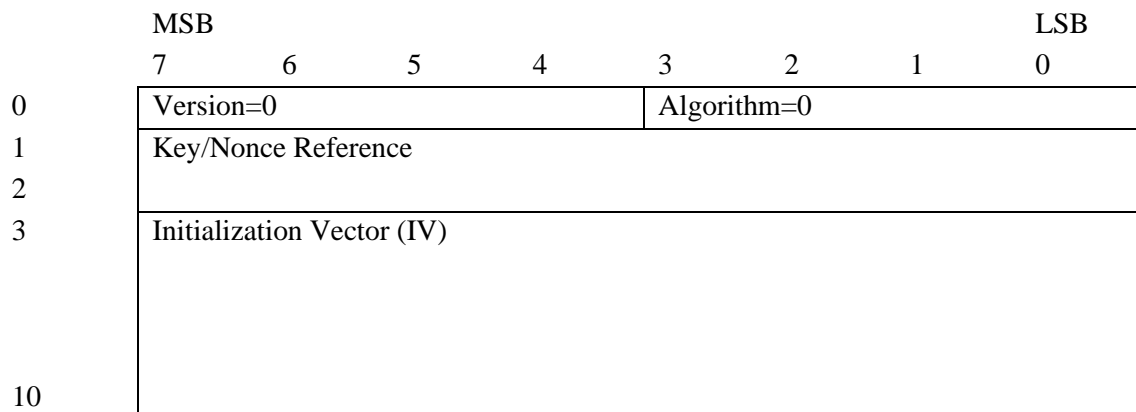 MSB LSB
7 6 5 4 3 2 1 0
0 Version=0 Algorithm=0
1 Key/Nonce Reference
2
3 Initialization Vector (IV)
10